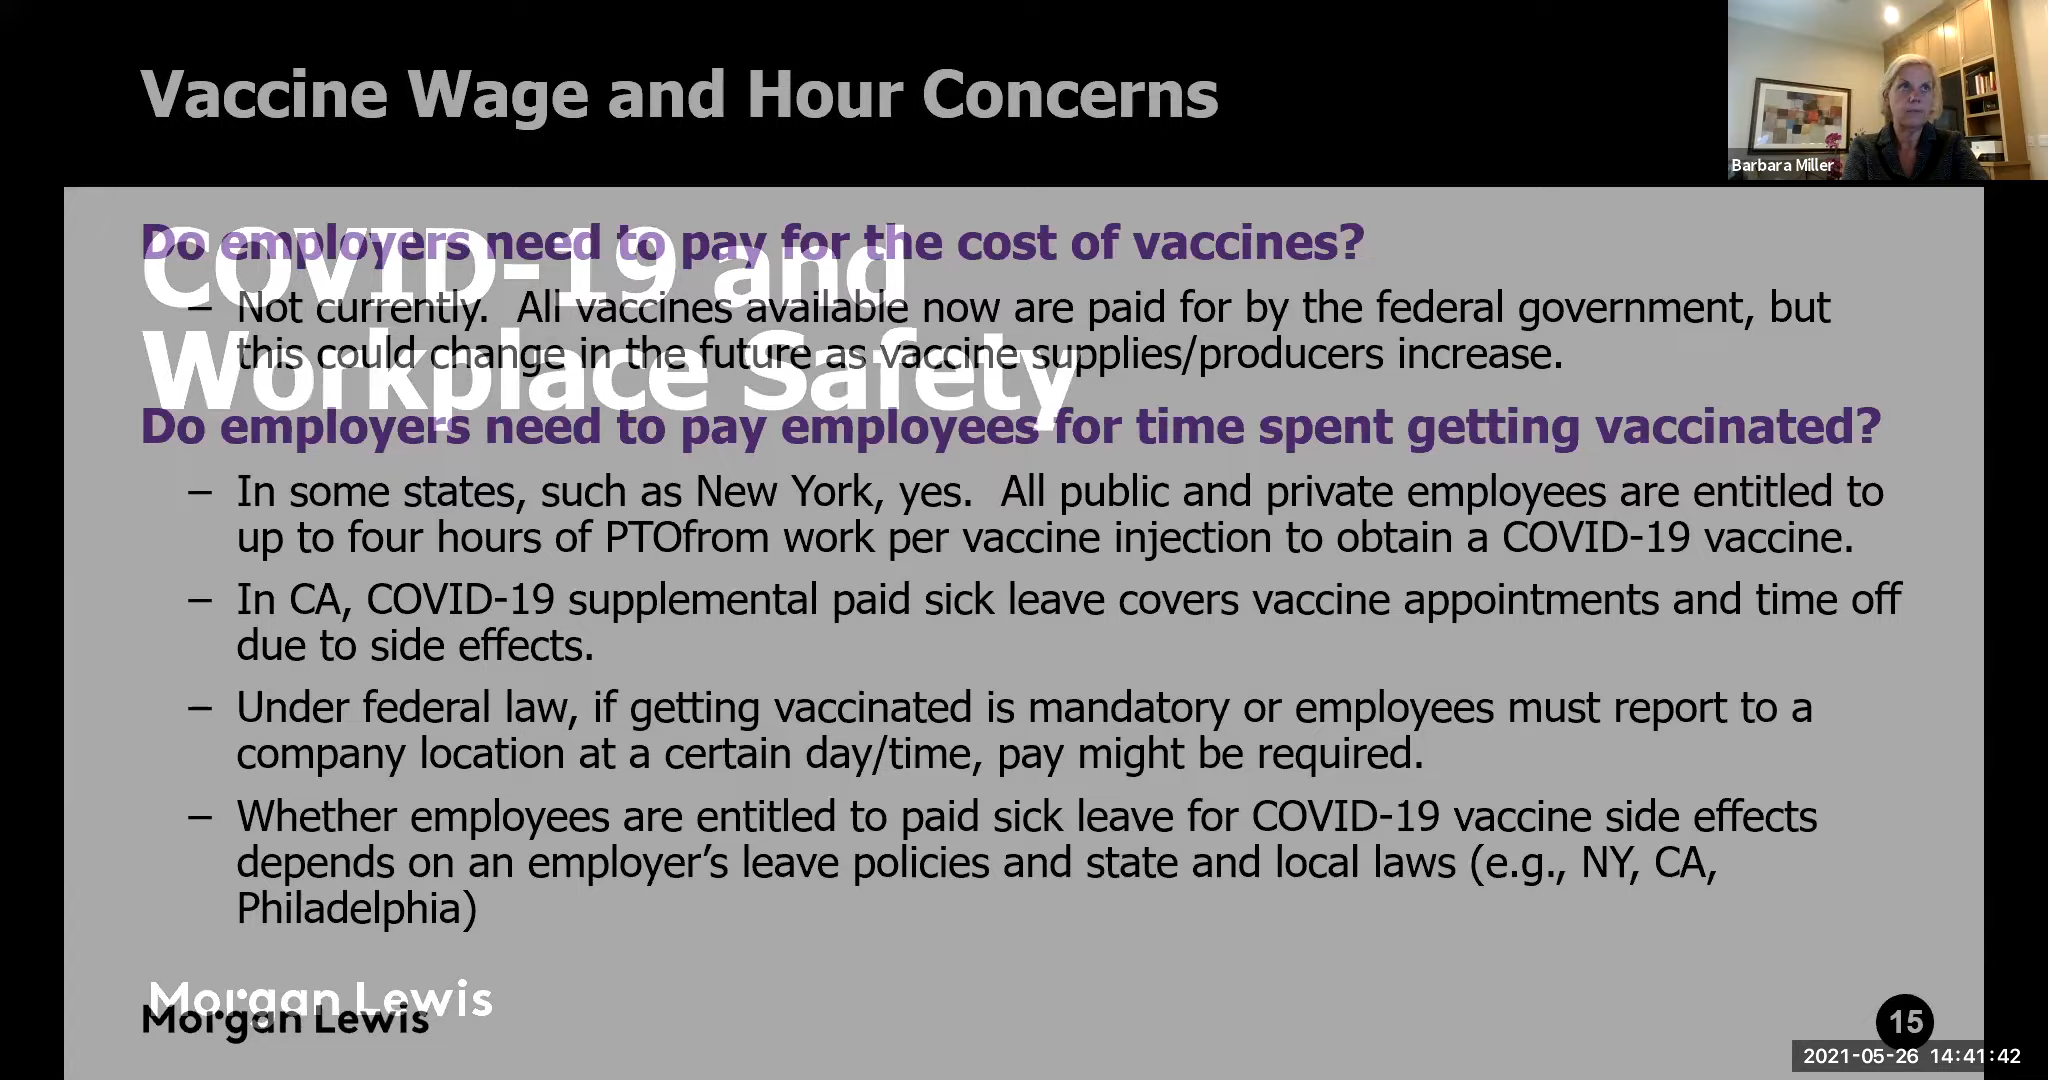 Vaccine Wage and Hour Concerns
Barbara Miller
Do employers need to pay for the cost of vaccines?
COVID-19 and
– Not currently.  All vaccines available now are paid for by the federal government, but
this could change in the future as vaccine supplies/producers increase.
Workplace Safety
Do employers need to pay employees for time spent getting vaccinated?
– In some states, such as New York, yes.  All public and private employees are entitled to
up to four hours of PTOfrom work per vaccine injection to obtain a COVID-19 vaccine.
– In CA, COVID-19 supplemental paid sick leave covers vaccine appointments and time off
due to side effects.
– Under federal law, if getting vaccinated is mandatory or employees must report to a
company location at a certain day/time, pay might be required.
– Whether employees are entitled to paid sick leave for COVID-19 vaccine side effects
depends on an employer’s leave policies and state and local laws (e.g., NY, CA,
Philadelphia)
Morgan Lewis
Morgan Lewis
15
2021-05-26 14:41:42